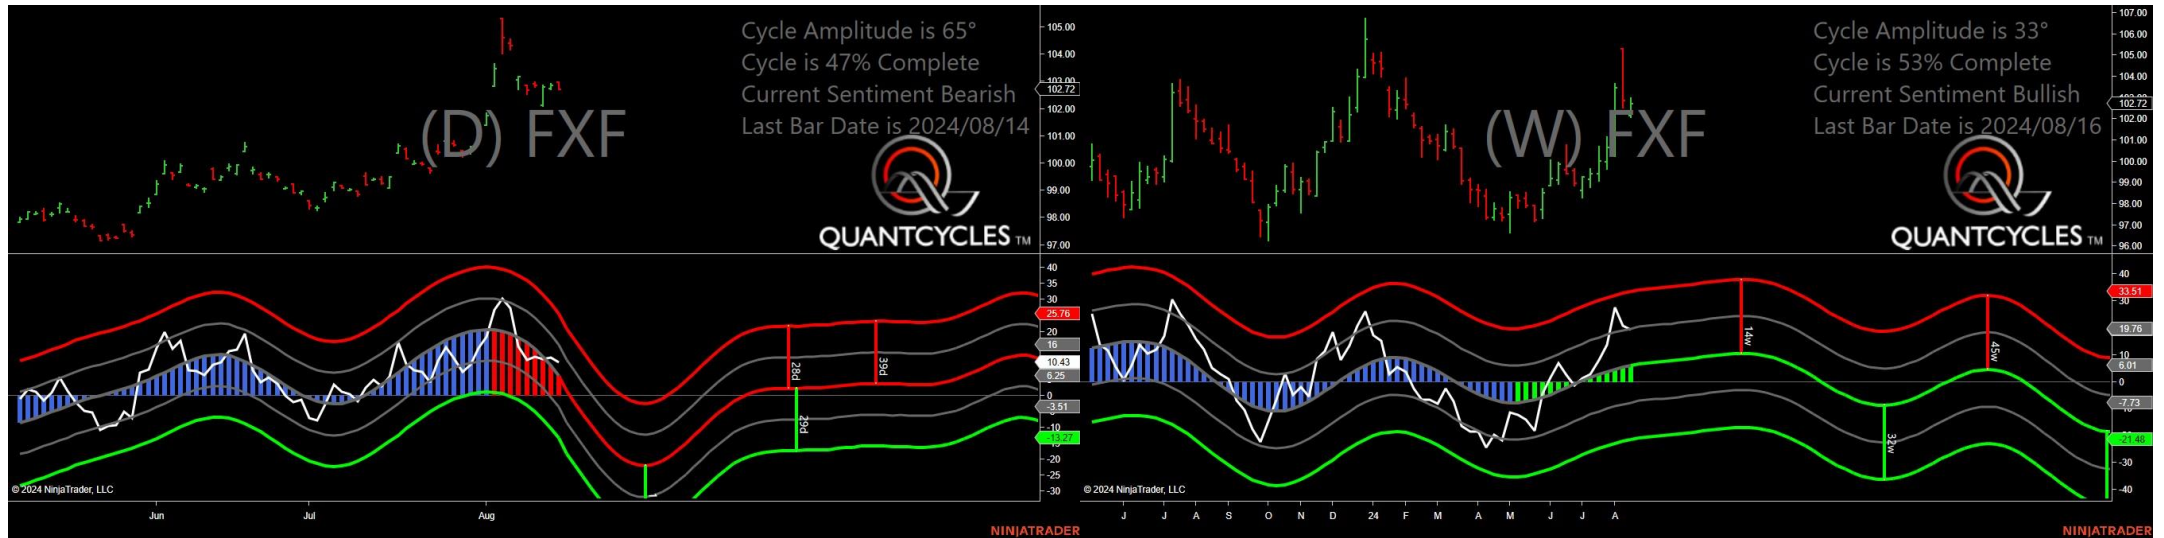 Cycle Amplitude is 65°
Cycle is 47% Complete
Current Sentiment Bearish
Last Bar Date is 2024/08/14
(D) FXF
QUANTCYCLES TM
105.00
104.00
103.00
102.72
102.00
101.00
100.00
99.00
98.00
97.00
40
35
30
25.76
20
16
10.43
6.25
0
-3.51
-10
-13.27
-20
-25
-30
28d
39d
29d
© 2024 NinjaTrader, LLC
Jun
Jul
Aug
NINJATRADER
Cycle Amplitude is 33°
Cycle is 53% Complete
Current Sentiment Bullish
Last Bar Date is 2024/08/16
(W) FXF
QUANTCYCLES TM
107.00
106.00
105.00
104.00
102.72
101.00
100.00
99.00
98.00
97.00
96.00
40
33.51
30
19.76
10
6.01
0
-7.73
-21.48
-30
-40
14w
45w
32w
© 2024 NinjaTrader, LLC
J
J
A
S
O
N
D
24
F
M
A
M
J
J
A
NINJATRADER